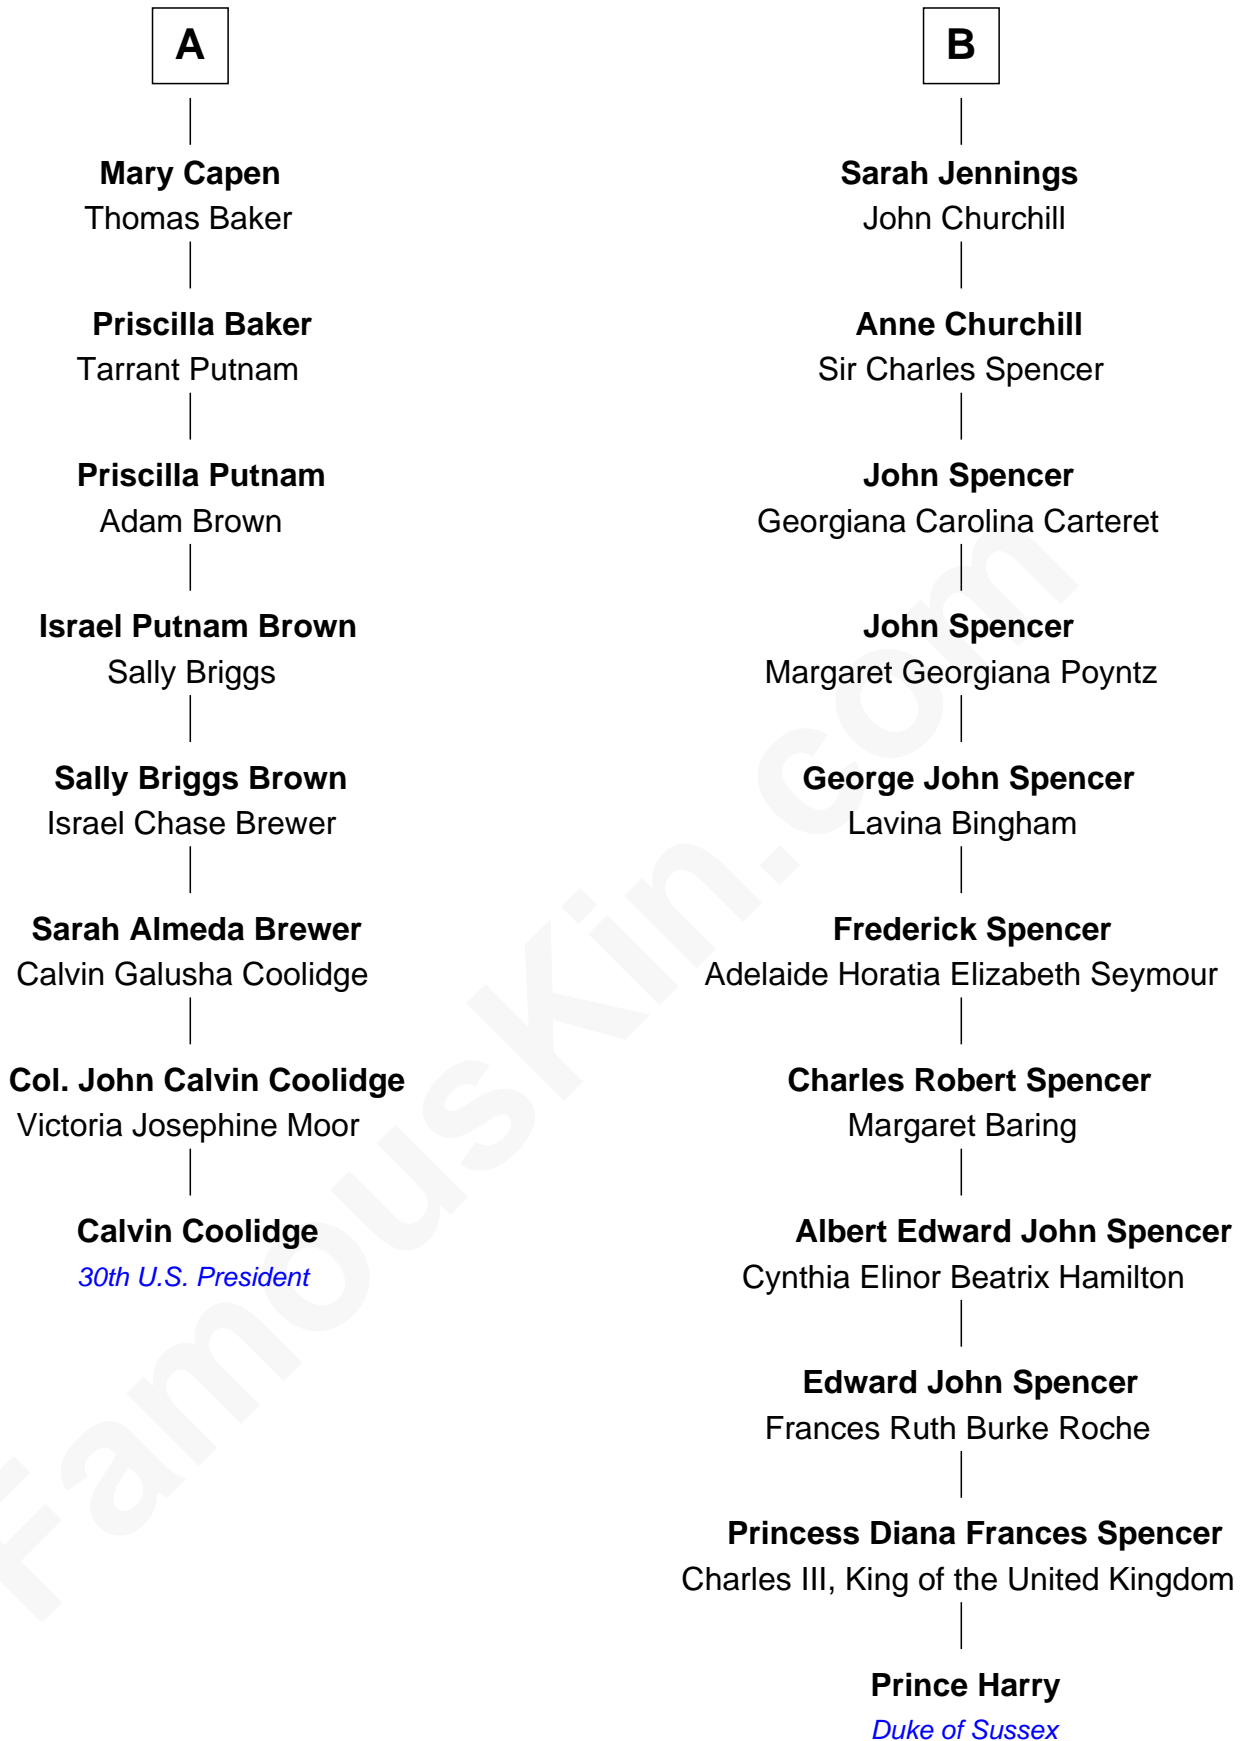 A
Mary Capen
Thomas Baker
Priscilla Baker
Tarrant Putnam
Priscilla Putnam
Adam Brown
Israel Putnam Brown
Sally Briggs
Sally Briggs Brown
Israel Chase Brewer
Sarah Almeda Brewer
Calvin Galusha Coolidge
Col. John Calvin Coolidge
Victoria Josephine Moor
Calvin Coolidge
30th U.S. President
B
Sarah Jennings
John Churchill
Anne Churchill
Sir Charles Spencer
John Spencer
Georgiana Carolina Carteret
John Spencer
Margaret Georgiana Poyntz
George John Spencer
Lavina Bingham
Frederick Spencer
Adelaide Horatia Elizabeth Seymour
Charles Robert Spencer
Margaret Baring
Albert Edward John Spencer
Cynthia Elinor Beatrix Hamilton
Edward John Spencer
Frances Ruth Burke Roche
Princess Diana Frances Spencer
Charles III, King of the United Kingdom
Prince Harry
Duke of Sussex
FamousKin.com